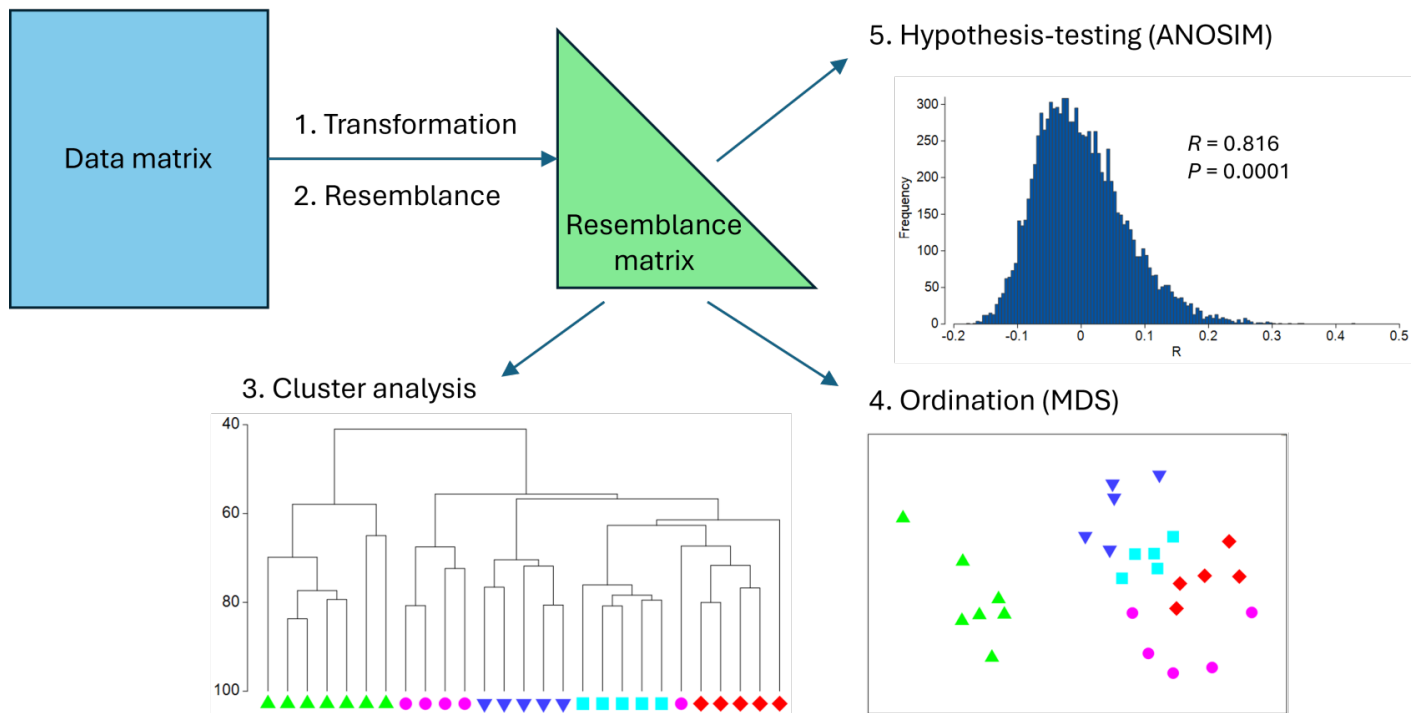 Data matrix
1. Transformation
2. Resemblance
Resemblance
matrix
5. Hypothesis-testing (ANOSIM)
300
250
200
150
100
50
0
Frequency
R = 0.816
P = 0.0001
-0.2 -0.1 0 0.1 0.2 0.3 0.4 0.5
R
3. Cluster analysis
40
60
80
100
4. Ordination (MDS)